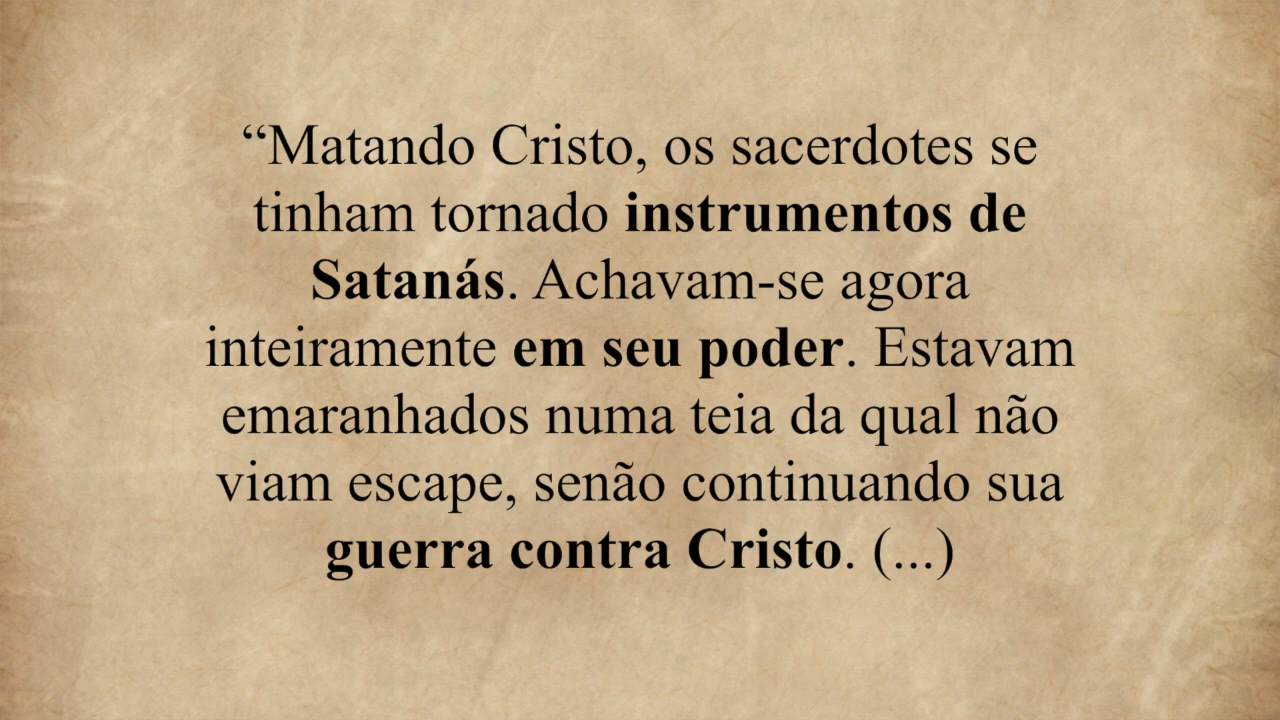 “Matando Cristo, os sacerdotes se
tinham tornado instrumentos de
Satanás. Achavam-se agora
inteiramente em seu poder. Estavam
emaranhados numa teia da qual não
viam escape, senão continuando sua
guerra contra Cristo. (...)